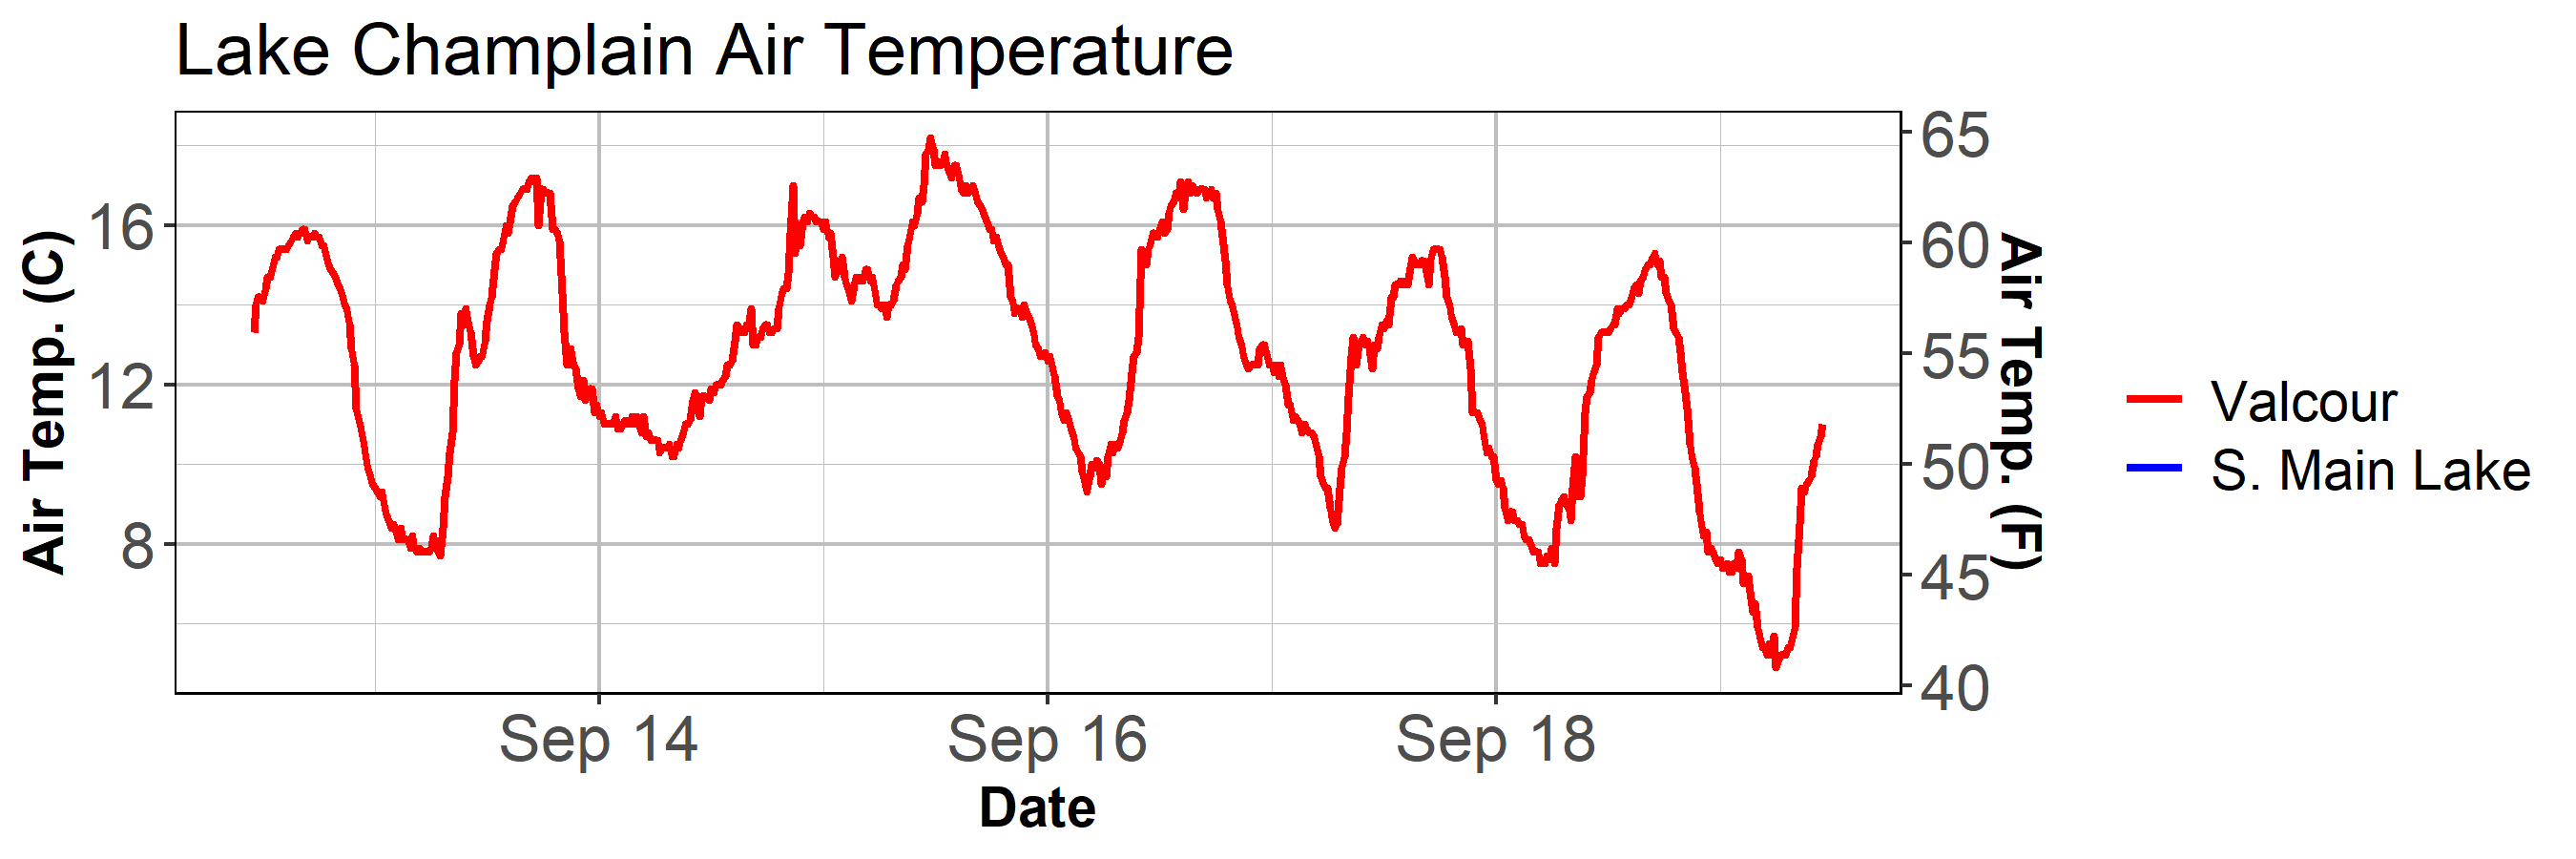 Lake Champlain Air Temperature
Air Temp. (C)
16
12
8
65
60
55
50
45
40
Air Temp. (F)
Sep 14
Sep 16
Sep 18
Date
Valcour
S. Main Lake